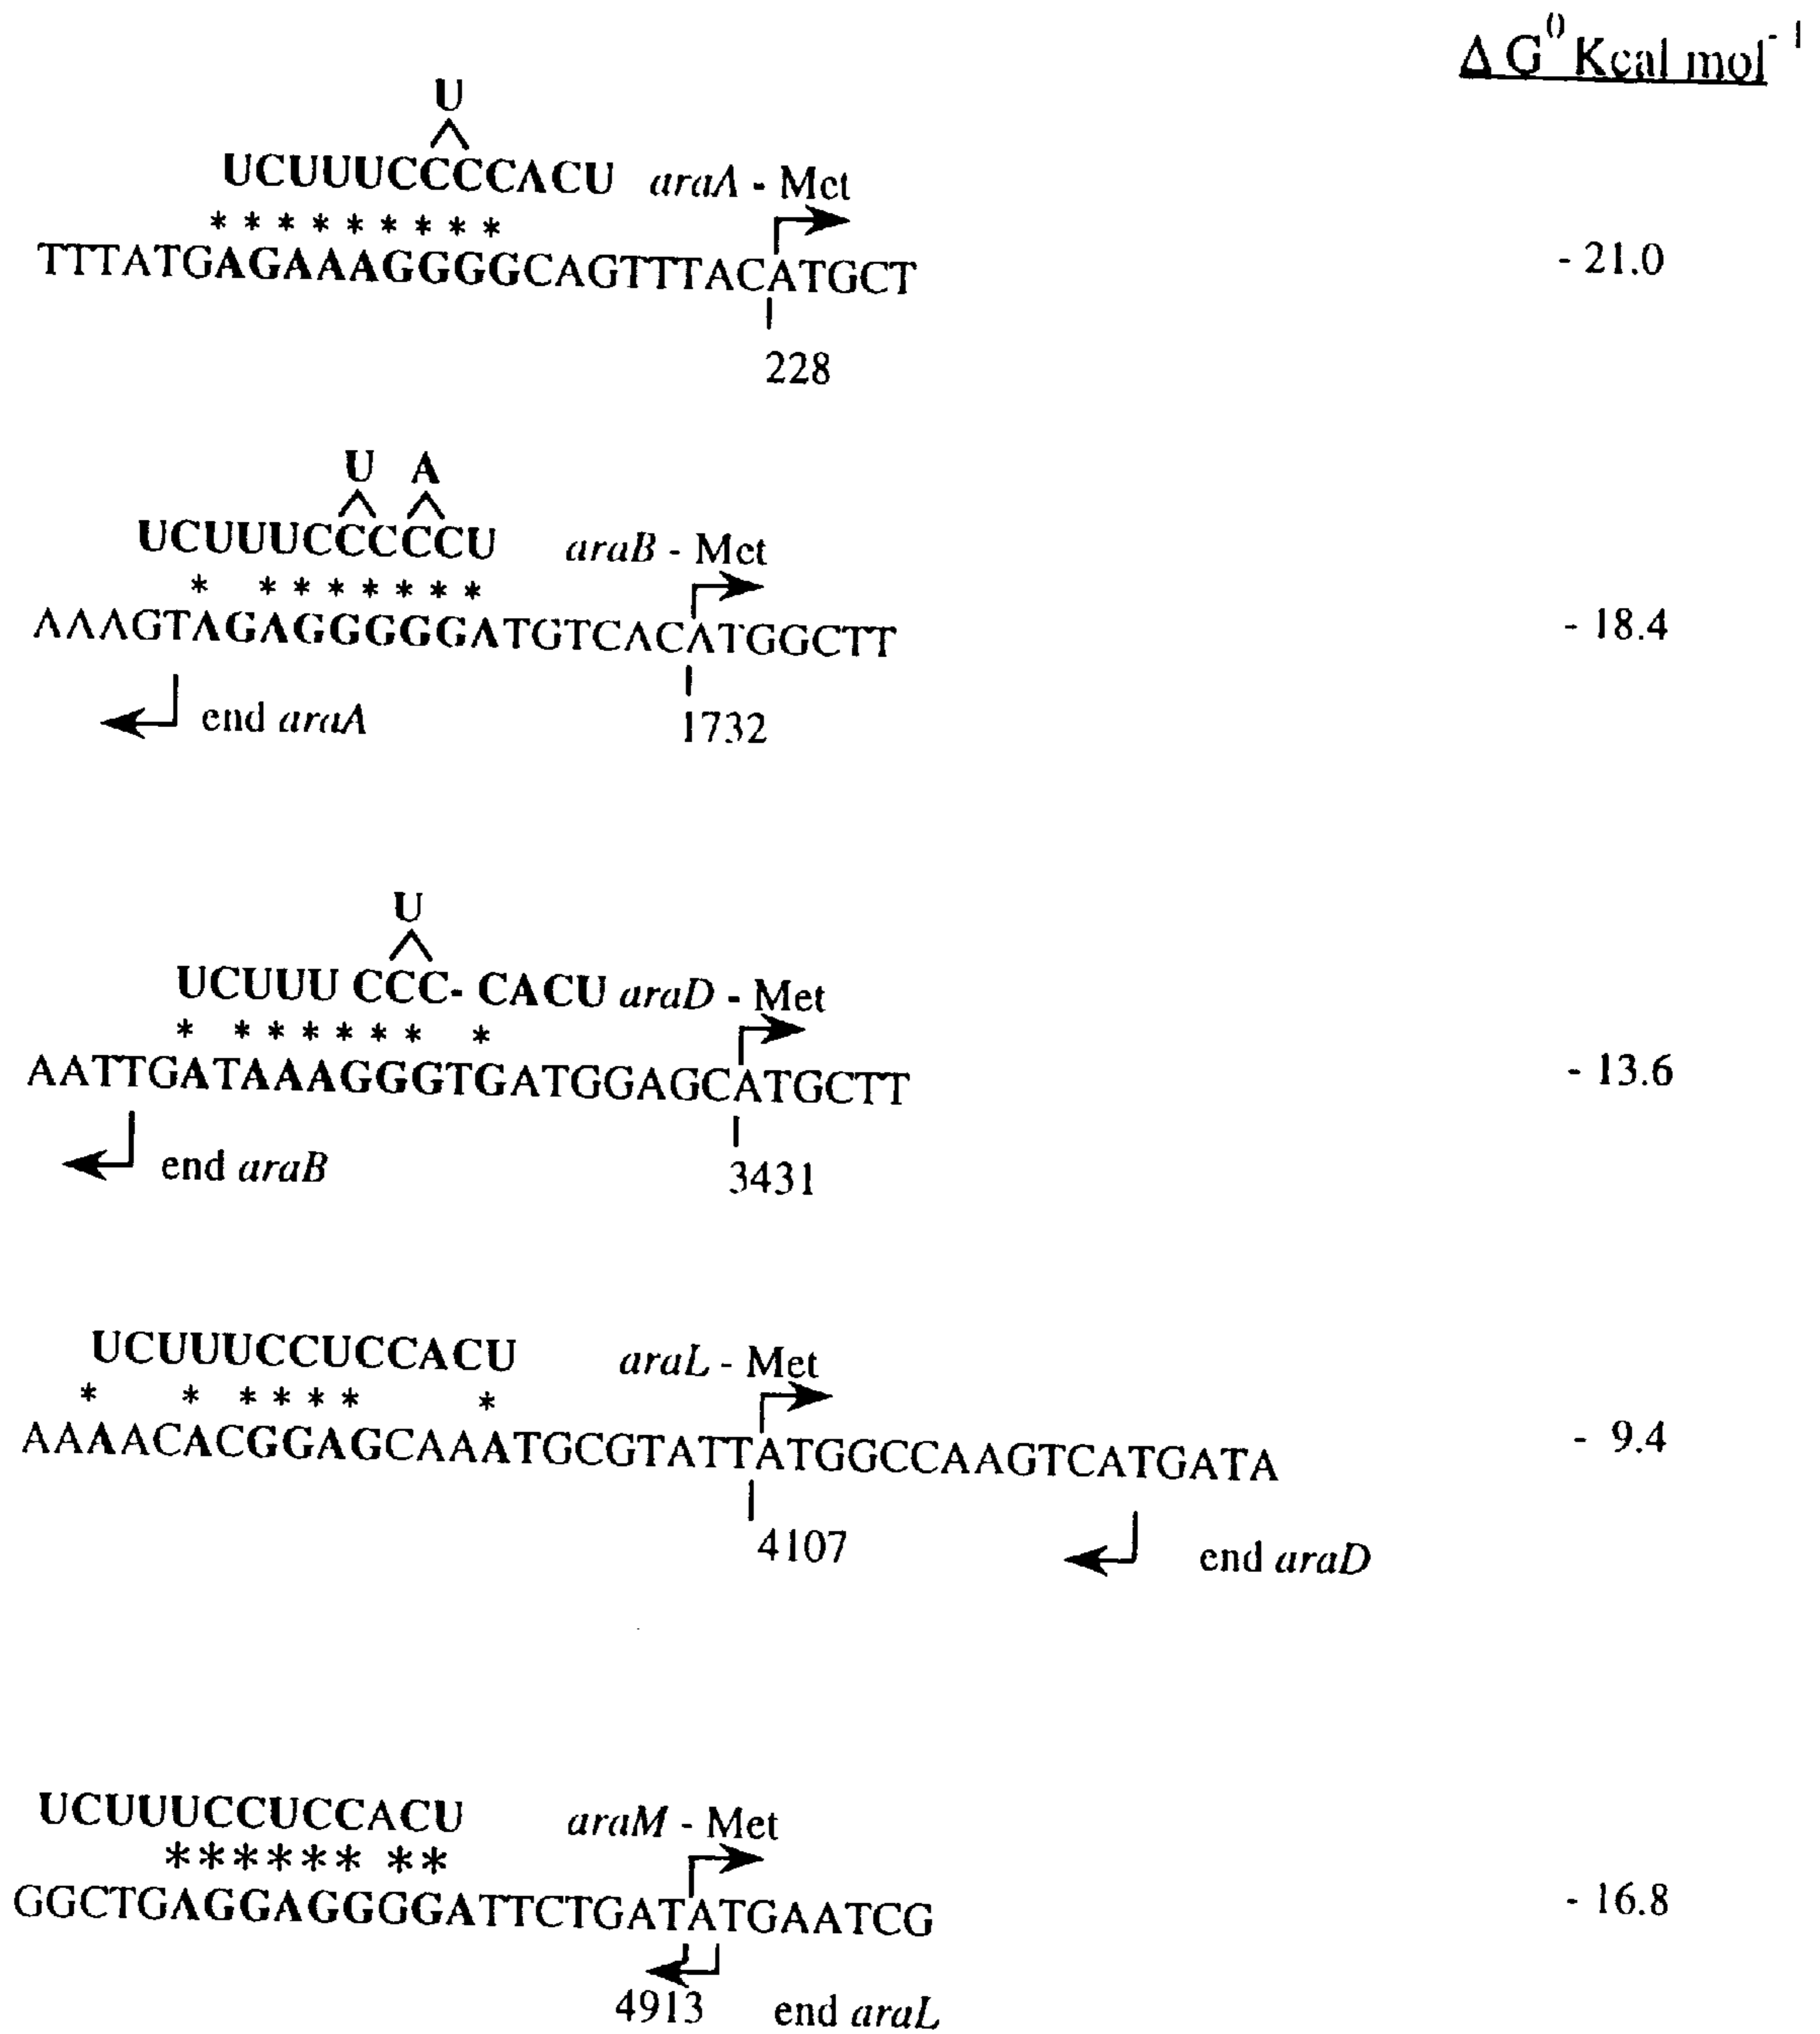 Δ G⁰ Kcal mol⁻¹
U
UCUUUCCCCACU araA - Met
* * * * * * * * *
TTTATGAGAAAGGGGCAGTTTACATGCT - 21.0
228
U A
UCUUUCCCCCU araB - Met
* * * * * * * *
AAAGTAGAGGGGGATGTCACATGGCTT - 18.4
end araA 1732
U
UCUUU CCC- CACU araD - Met
* * * * * * * *
AATTGATAAAGGGTGATGGAGCATGCTT - 13.6
end araB 3431
UCUUUCCUCCACU araL - Met
* * * * * * *
AAAACACGGAGCAAATGCGTATTATGGCCAAGTCATGATA - 9.4
4107 end araD
UCUUUCCUCCACU araM - Met
****** **
GGCTGAGGAGGGGATTCTGATATGAATCG - 16.8
4913 end araL